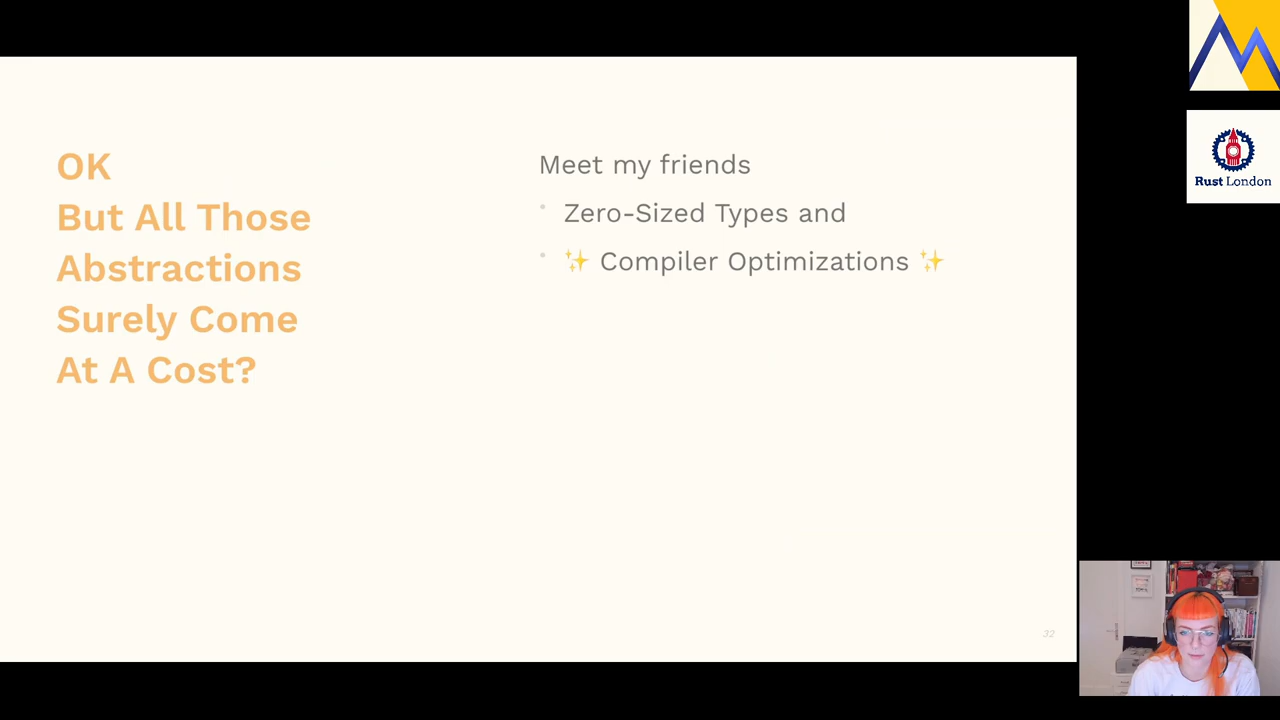 OK
But All Those
Abstractions
Surely Come
At A Cost?
Meet my friends
• Zero-Sized Types and
• ✨ Compiler Optimizations ✨
32
Rust London